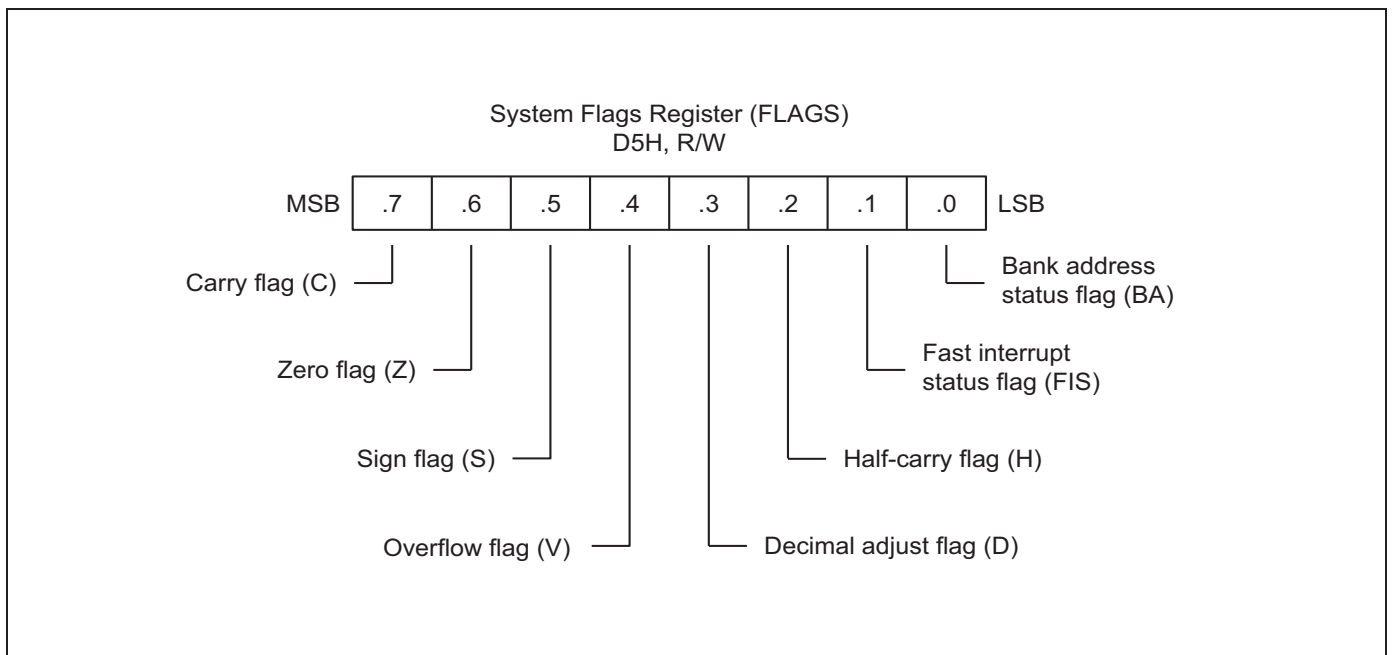 System Flags Register (FLAGS)
D5H, R/W
MSB .7 .6 .5 .4 .3 .2 .1 .0 LSB
Carry flag (C)
Bank address
status flag (BA)
Zero flag (Z)
Fast interrupt
status flag (FIS)
Sign flag (S)
Half-carry flag (H)
Overflow flag (V)
Decimal adjust flag (D)